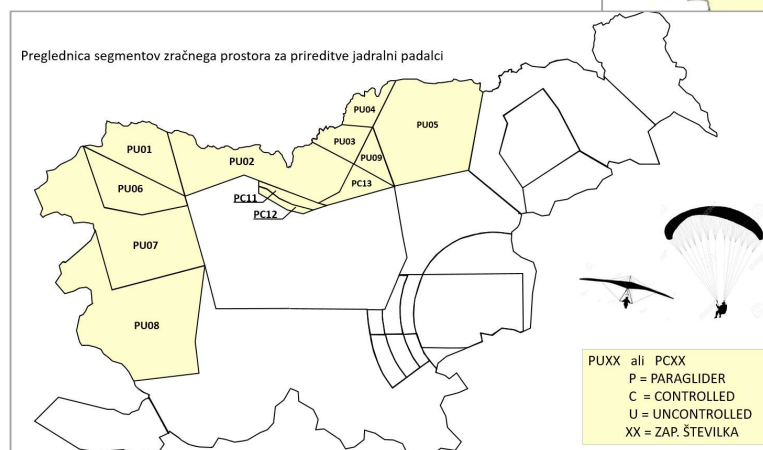 Preglednica segmentov zračnega prostora za prireditve jadralni padalci
PU04
PU05
PU03
PU01
PU02
PU09
PC13
PU06
PC11
PC12
PU07
PU08
PUXX ali PCXX
P = PARAGLIDER
C = CONTROLLED
U = UNCONTROLLED
XX = ZAP. ŠTEVILKA